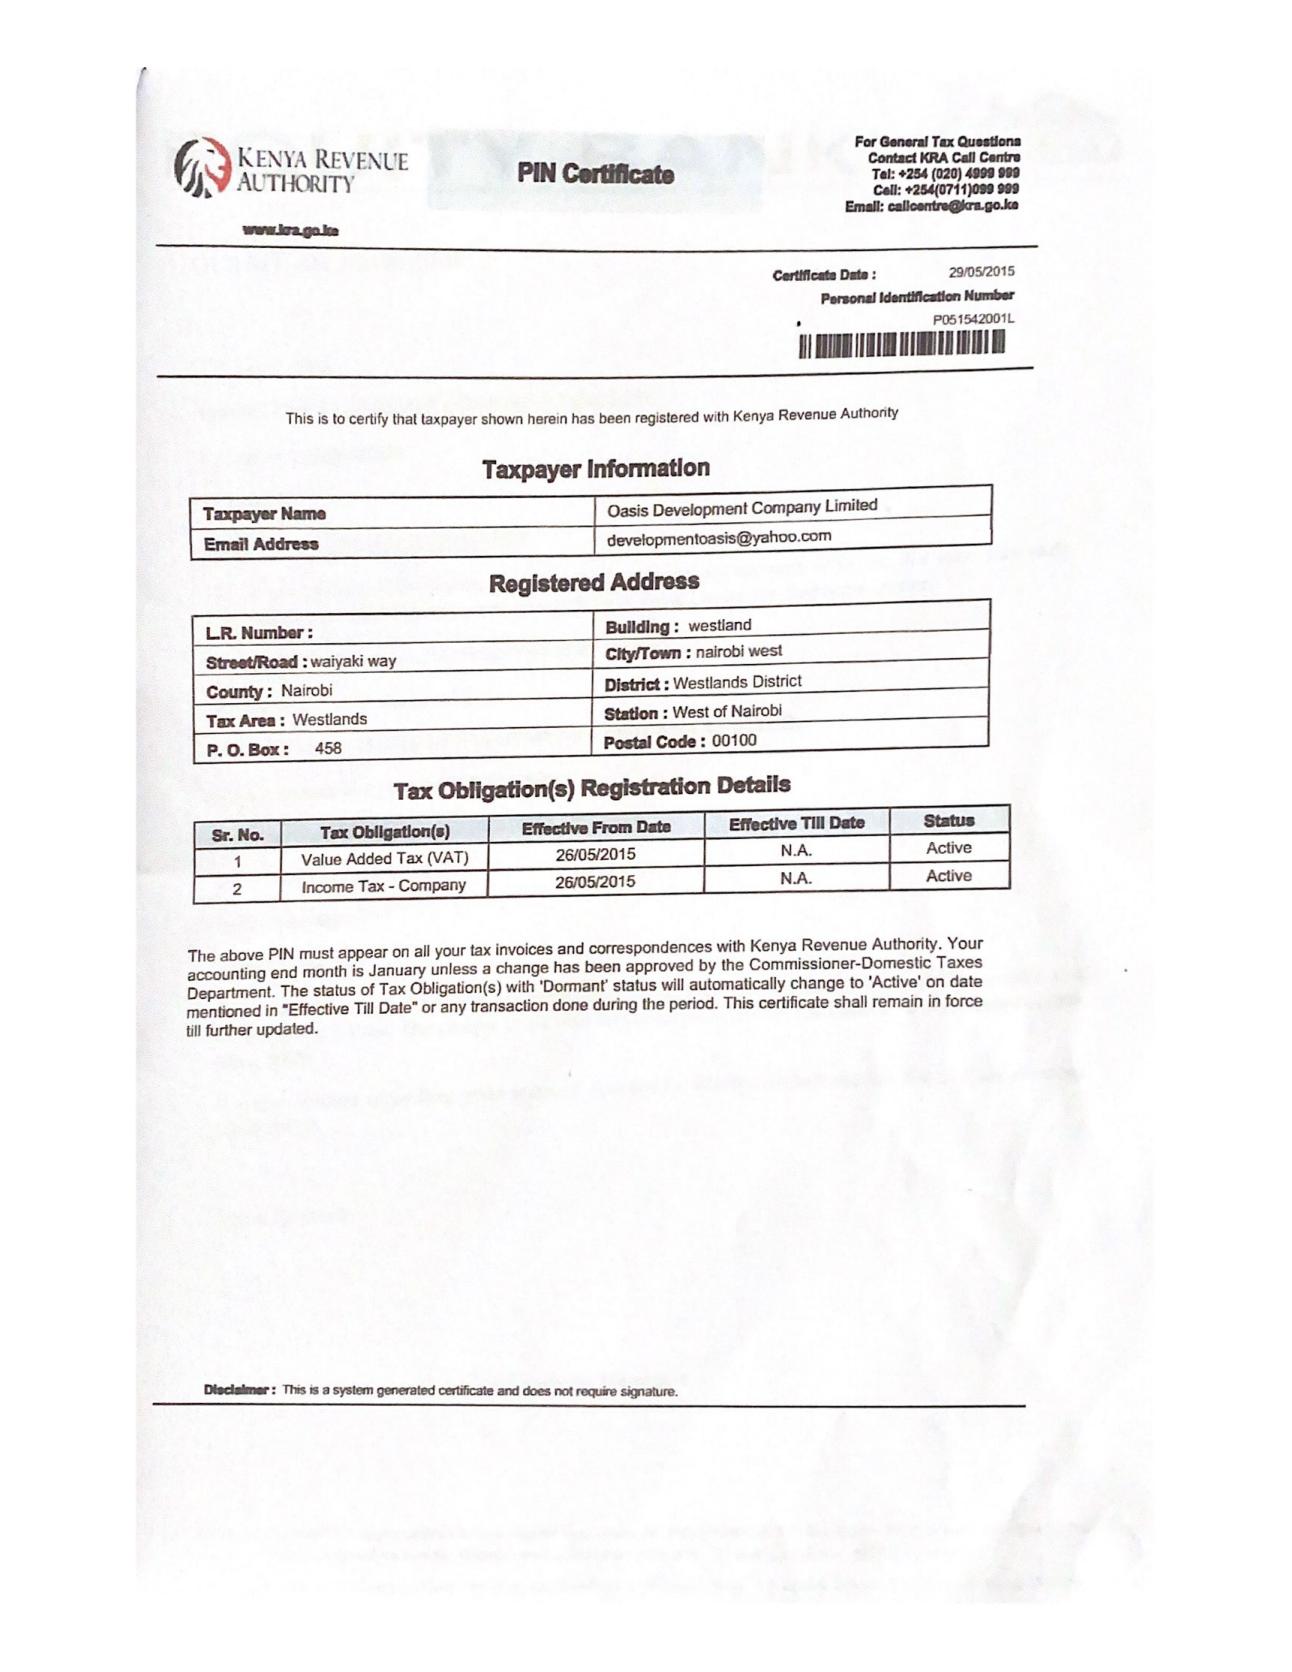 KENYA REVENUE
AUTHORITY
www.kra.go.ke
PIN Certificate
For General Tax Questions
Contact KRA Call Centre
Tel: +254 (020) 4999 999
Cell: +254(0711)099 999
Email: callcentre@kra.go.ke
Certificate Date : 29/05/2015
Personal Identification Number
P051542001L
This is to certify that taxpayer shown herein has been registered with Kenya Revenue Authority
Taxpayer Information
Taxpayer Name Oasis Development Company Limited
Email Address developmentoasis@yahoo.com
Registered Address
L.R. Number : Building : westland
Street/Road : waiyaki way City/Town : nairobi west
County : Nairobi District : Westlands District
Tax Area : Westlands Station : West of Nairobi
P. O. Box : 458 Postal Code : 00100
Tax Obligation(s) Registration Details
Sr. No. Tax Obligation(s) Effective From Date Effective Till Date Status
1 Value Added Tax (VAT) 26/05/2015 N.A. Active
2 Income Tax - Company 26/05/2015 N.A. Active
The above PIN must appear on all your tax invoices and correspondences with Kenya Revenue Authority. Your
accounting end month is January unless a change has been approved by the Commissioner-Domestic Taxes
Department. The status of Tax Obligation(s) with 'Dormant' status will automatically change to 'Active' on date
mentioned in "Effective Till Date" or any transaction done during the period. This certificate shall remain in force
till further updated.
Disclaimer : This is a system generated certificate and does not require signature.